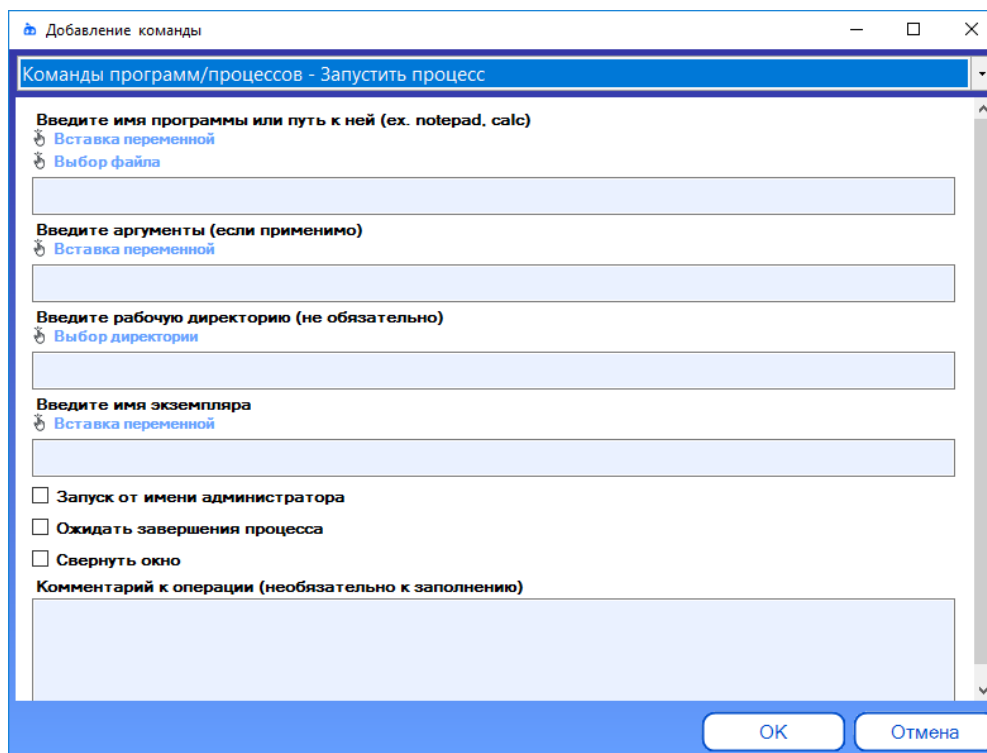 Добавление команды
Команды программ/процессов - Запустить процесс
Введите имя программы или путь к ней (ex. notepad, calc)
Вставка переменной
Выбор файла
Введите аргументы (если применимо)
Вставка переменной
Введите рабочую директорию (не обязательно)
Выбор директории
Введите имя экземпляра
Вставка переменной
Запуск от имени администратора
Ожидать завершения процесса
Свернуть окно
Комментарий к операции (необязательно к заполнению)
OK
Отмена